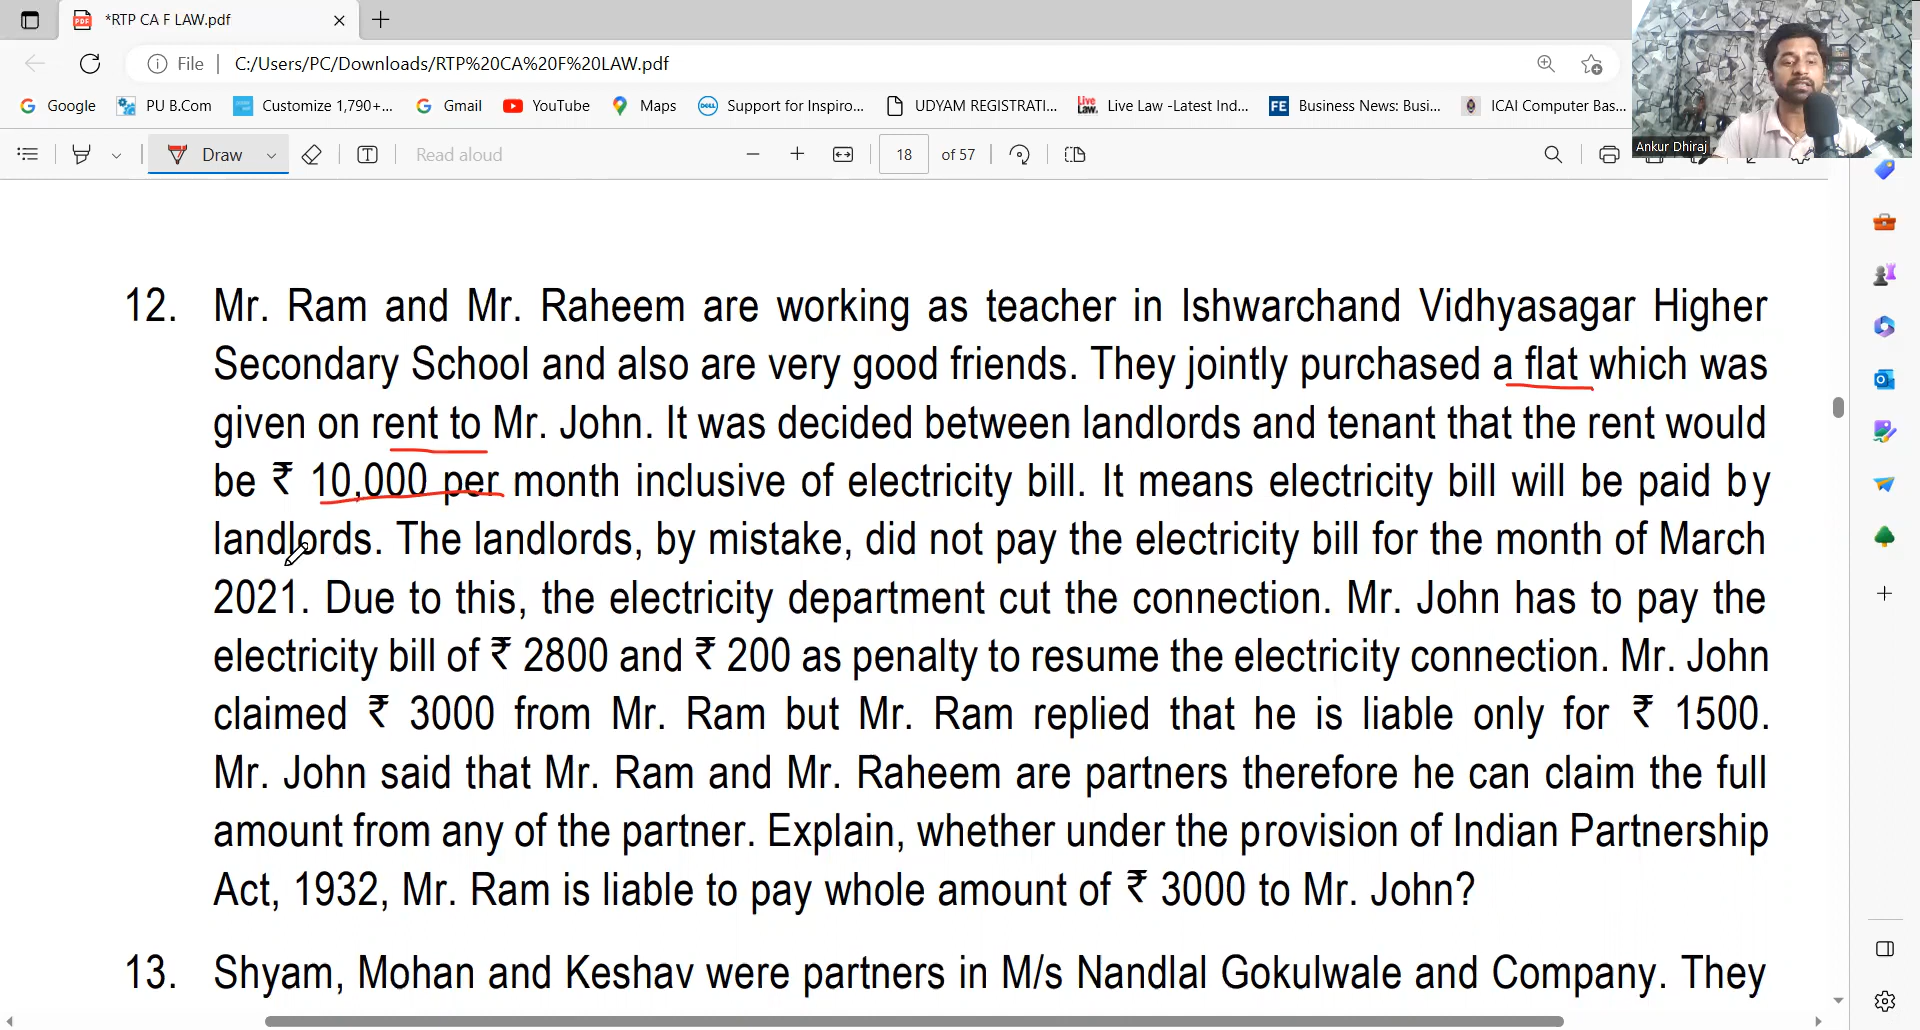 *RTP CA F LAW.pdf
File | C:/Users/PC/Downloads/RTP%20CA%20F%20LAW.pdf
Google PU B.Com Customize 1,790+... Gmail YouTube Maps Support for Inspiro... UDYAM REGISTRATI... Live Law -Latest Ind... Business News: Busi... ICAI Computer Bas...
Draw Read aloud 18 of 57
Ankur Dhiraj
12. Mr. Ram and Mr. Raheem are working as teacher in Ishwarchand Vidhyasagar Higher
Secondary School and also are very good friends. They jointly purchased a flat which was
given on rent to Mr. John. It was decided between landlords and tenant that the rent would
be ₹ 10,000 per month inclusive of electricity bill. It means electricity bill will be paid by
landlords. The landlords, by mistake, did not pay the electricity bill for the month of March
2021. Due to this, the electricity department cut the connection. Mr. John has to pay the
electricity bill of ₹ 2800 and ₹ 200 as penalty to resume the electricity connection. Mr. John
claimed ₹ 3000 from Mr. Ram but Mr. Ram replied that he is liable only for ₹ 1500.
Mr. John said that Mr. Ram and Mr. Raheem are partners therefore he can claim the full
amount from any of the partner. Explain, whether under the provision of Indian Partnership
Act, 1932, Mr. Ram is liable to pay whole amount of ₹ 3000 to Mr. John?
13. Shyam, Mohan and Keshav were partners in M/s Nandlal Gokulwale and Company. They